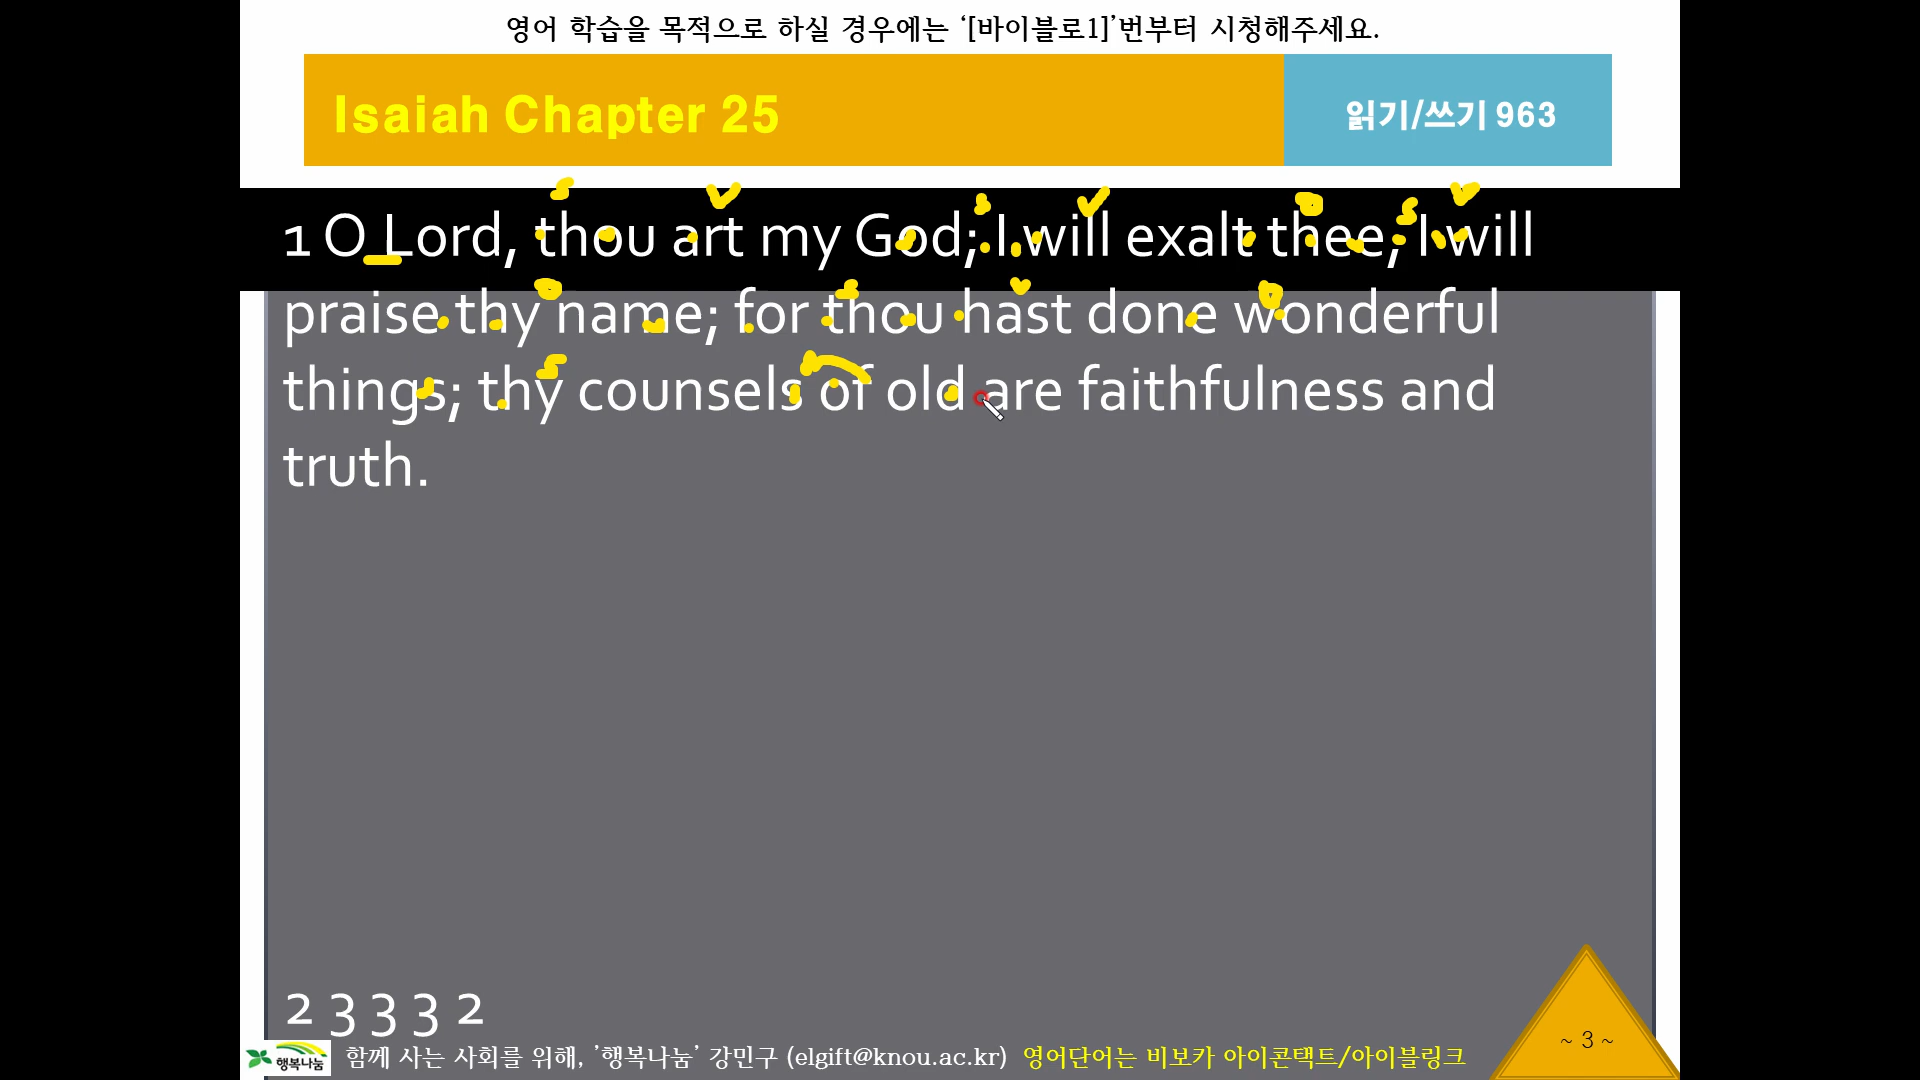 영어 학습을 목적으로 하실 경우에는 ‘[바이블로1]’번부터 시청해주세요.
Isaiah Chapter 25
읽기/쓰기 963
1 O Lord, thou art my God; I will exalt thee, I will
praise thy name; for thou hast done wonderful
things; thy counsels of old are faithfulness and
truth.
2 3 3 3 2
~ 3 ~
행복나눔 함께 사는 사회를 위해, ’행복나눔’ 강민구 (elgift@knou.ac.kr) 영어단어는 비보카 아이콘택트/아이블링크